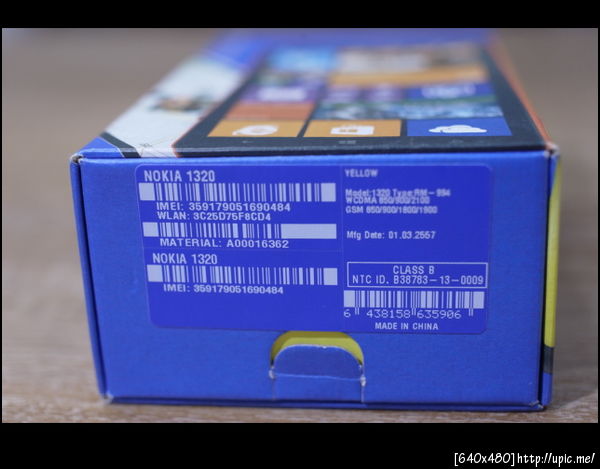 NOKIA 1320
IMEI: 359179051690484
WLAN: 3C25D75F8CD4
MATERIAL: A00016362
NOKIA 1320
IMEI: 359179051690484
YELLOW
Model:1320 Type:RM-994
WCDMA 850/900/2100
GSM 850/900/1800/1900
Mfg Date: 01.03.2557
CLASS B
NTC ID. B38783-13-0009
6 438158 635906
MADE IN CHINA
[640x480]http://upic.me/